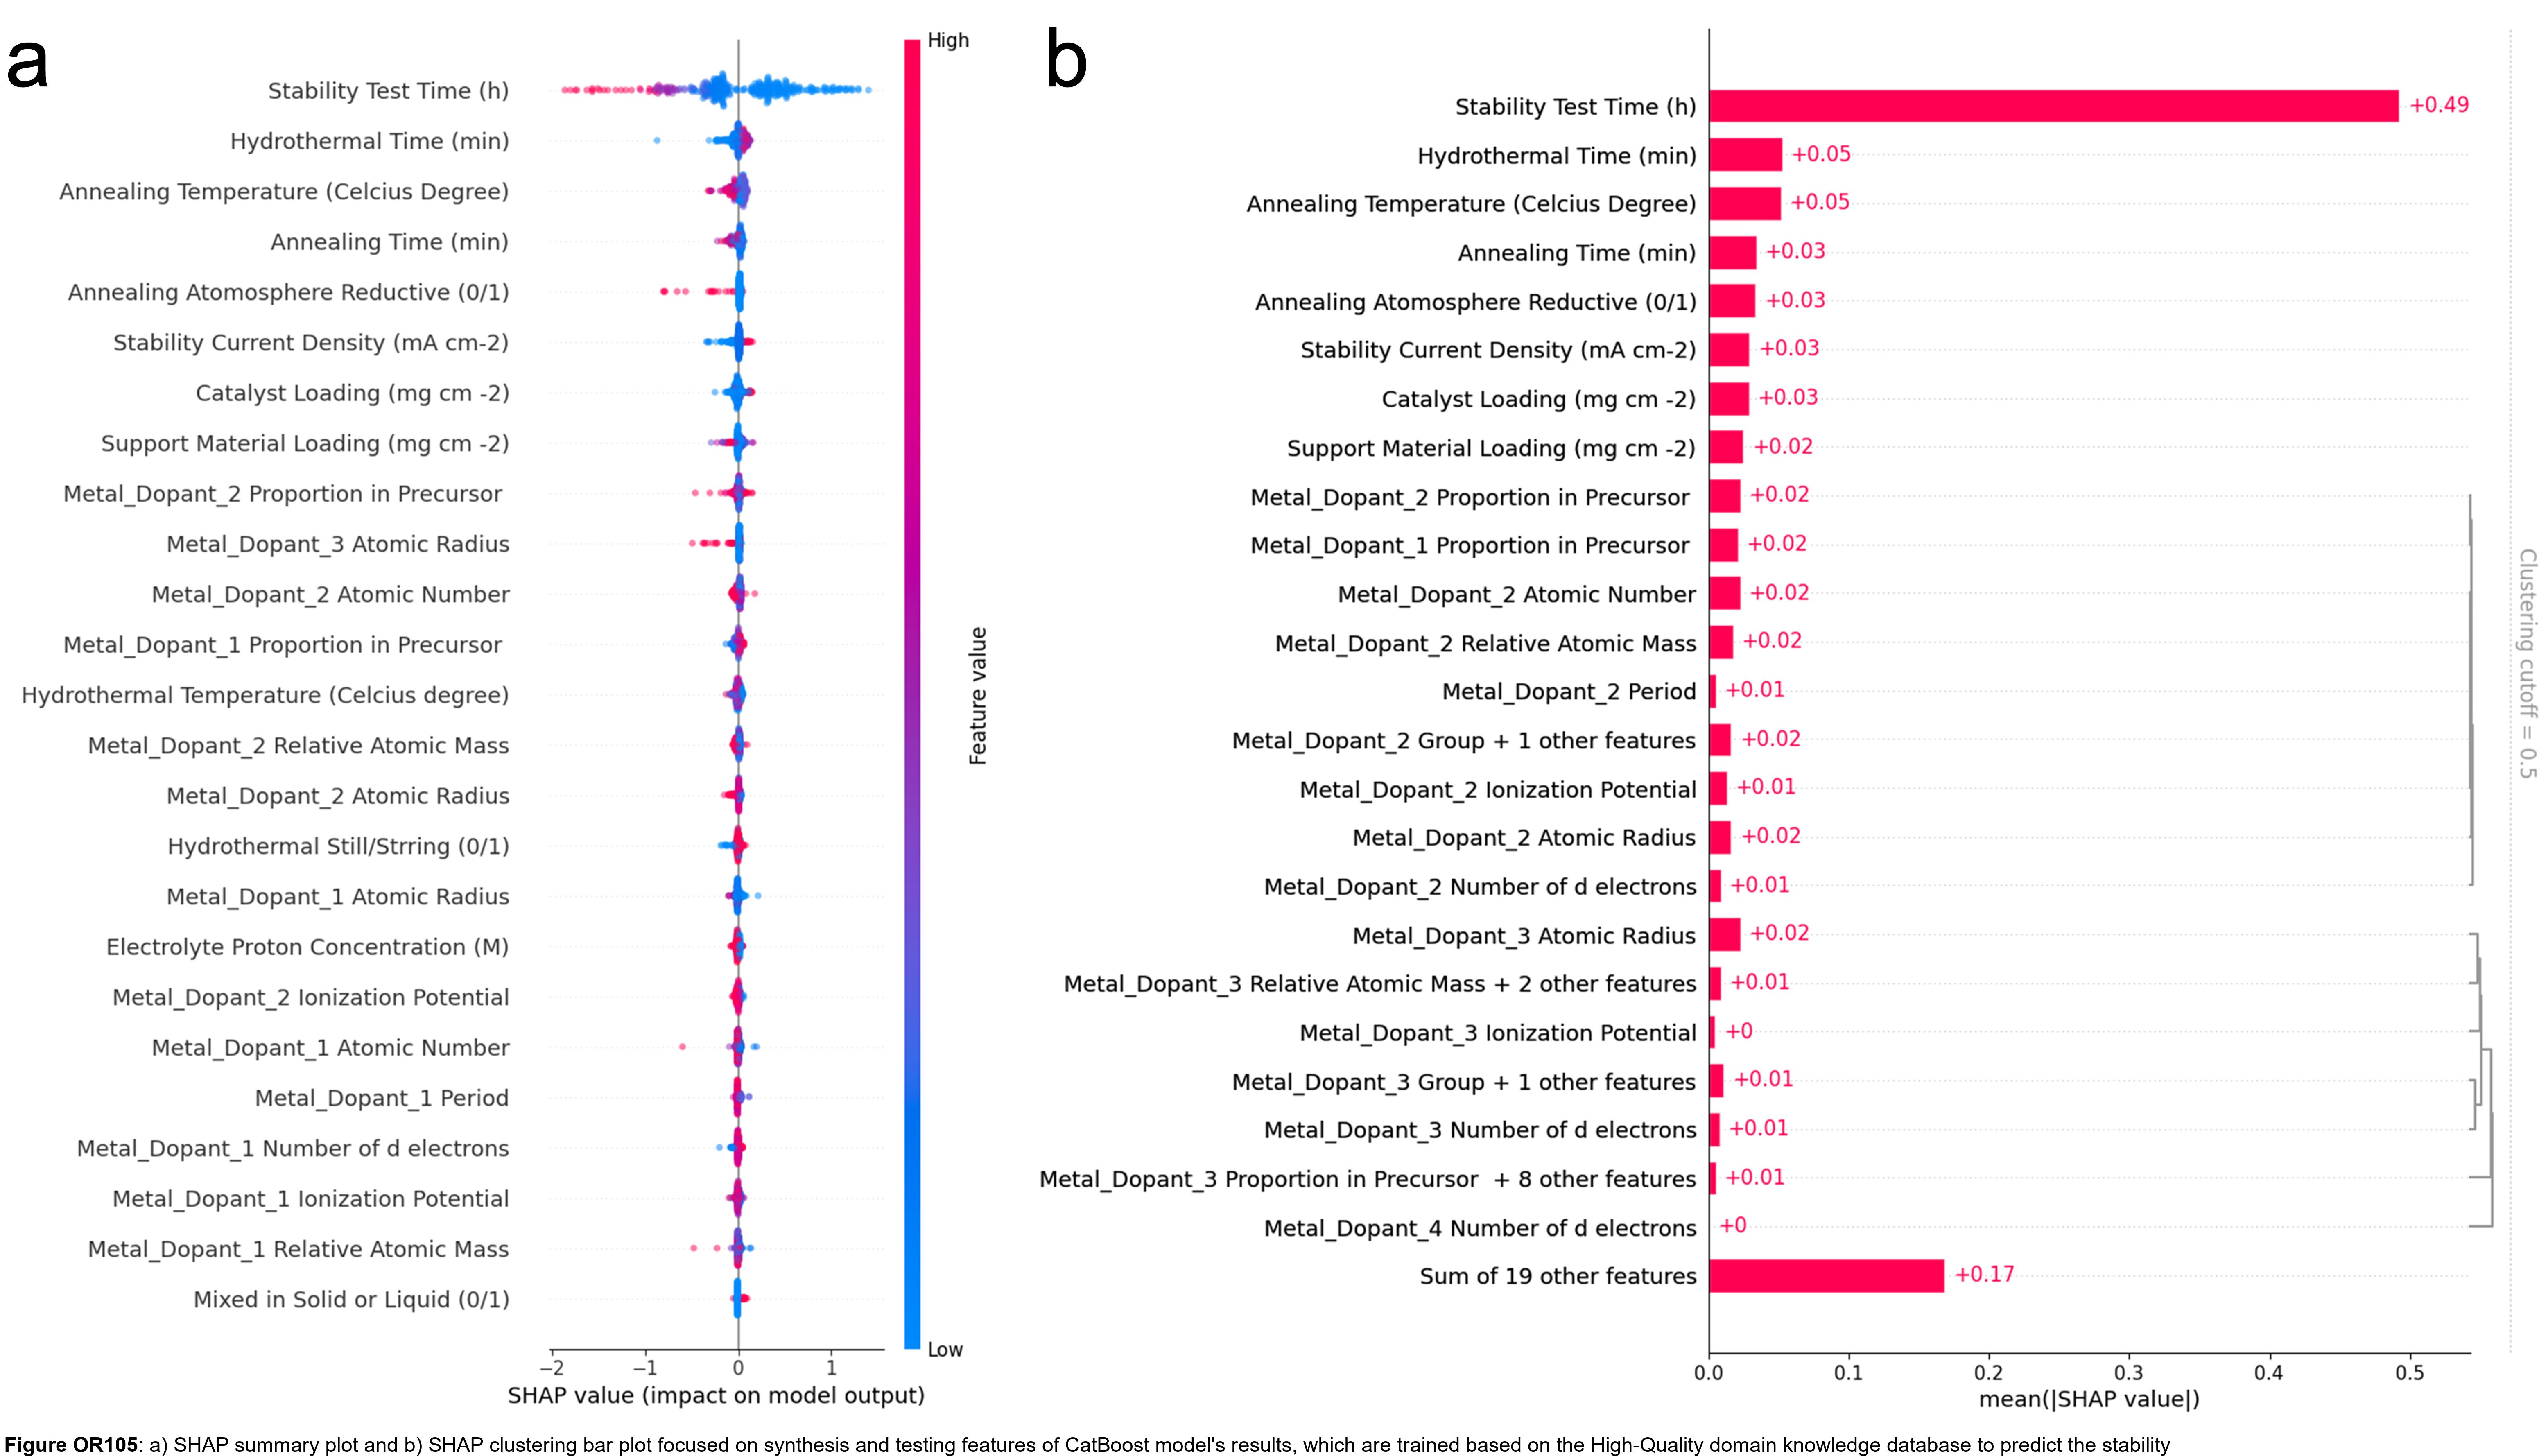 a
Stability Test Time (h)
Hydrothermal Time (min)
Annealing Temperature (Celcius Degree)
Annealing Time (min)
Annealing Atomosphere Reductive (0/1)
Stability Current Density (mA cm-2)
Catalyst Loading (mg cm -2)
Support Material Loading (mg cm -2)
Metal_Dopant_2 Proportion in Precursor
Metal_Dopant_3 Atomic Radius
Metal_Dopant_2 Atomic Number
Metal_Dopant_1 Proportion in Precursor
Hydrothermal Temperature (Celcius degree)
Metal_Dopant_2 Relative Atomic Mass
Metal_Dopant_2 Atomic Radius
Hydrothermal Still/Strring (0/1)
Metal_Dopant_1 Atomic Radius
Electrolyte Proton Concentration (M)
Metal_Dopant_2 Ionization Potential
Metal_Dopant_1 Atomic Number
Metal_Dopant_1 Period
Metal_Dopant_1 Number of d electrons
Metal_Dopant_1 Ionization Potential
Metal_Dopant_1 Relative Atomic Mass
Mixed in Solid or Liquid (0/1)
−2 −1 0 1
SHAP value (impact on model output)
High
Feature value
Low
b
Stability Test Time (h) +0.49
Hydrothermal Time (min) +0.05
Annealing Temperature (Celcius Degree) +0.05
Annealing Time (min) +0.03
Annealing Atomosphere Reductive (0/1) +0.03
Stability Current Density (mA cm-2) +0.03
Catalyst Loading (mg cm -2) +0.03
Support Material Loading (mg cm -2) +0.02
Metal_Dopant_2 Proportion in Precursor +0.02
Metal_Dopant_1 Proportion in Precursor +0.02
Metal_Dopant_2 Atomic Number +0.02
Metal_Dopant_2 Relative Atomic Mass +0.02
Metal_Dopant_2 Period +0.01
Metal_Dopant_2 Group + 1 other features +0.02
Metal_Dopant_2 Ionization Potential +0.01
Metal_Dopant_2 Atomic Radius +0.02
Metal_Dopant_2 Number of d electrons +0.01
Metal_Dopant_3 Atomic Radius +0.02
Metal_Dopant_3 Relative Atomic Mass + 2 other features +0.01
Metal_Dopant_3 Ionization Potential +0
Metal_Dopant_3 Group + 1 other features +0.01
Metal_Dopant_3 Number of d electrons +0.01
Metal_Dopant_3 Proportion in Precursor + 8 other features +0.01
Metal_Dopant_4 Number of d electrons +0
Sum of 19 other features +0.17
0.0 0.1 0.2 0.3 0.4 0.5
mean(|SHAP value|)
Clustering cutoff = 0.5
Figure OR105: a) SHAP summary plot and b) SHAP clustering bar plot focused on synthesis and testing features of CatBoost model's results, which are trained based on the High-Quality domain knowledge database to predict the stability